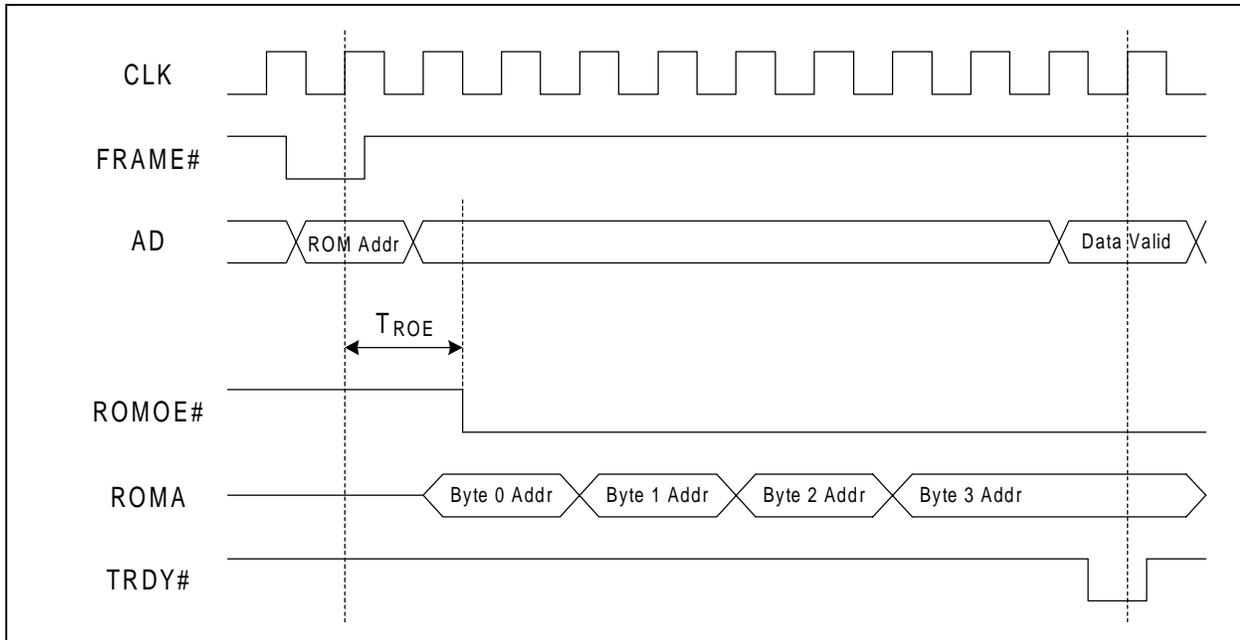 CLK
FRAME#
AD
ROM Addr
Data Valid
TROE
ROMOE#
ROMA
Byte 0 Addr
Byte 1 Addr
Byte 2 Addr
Byte 3 Addr
TRDY#